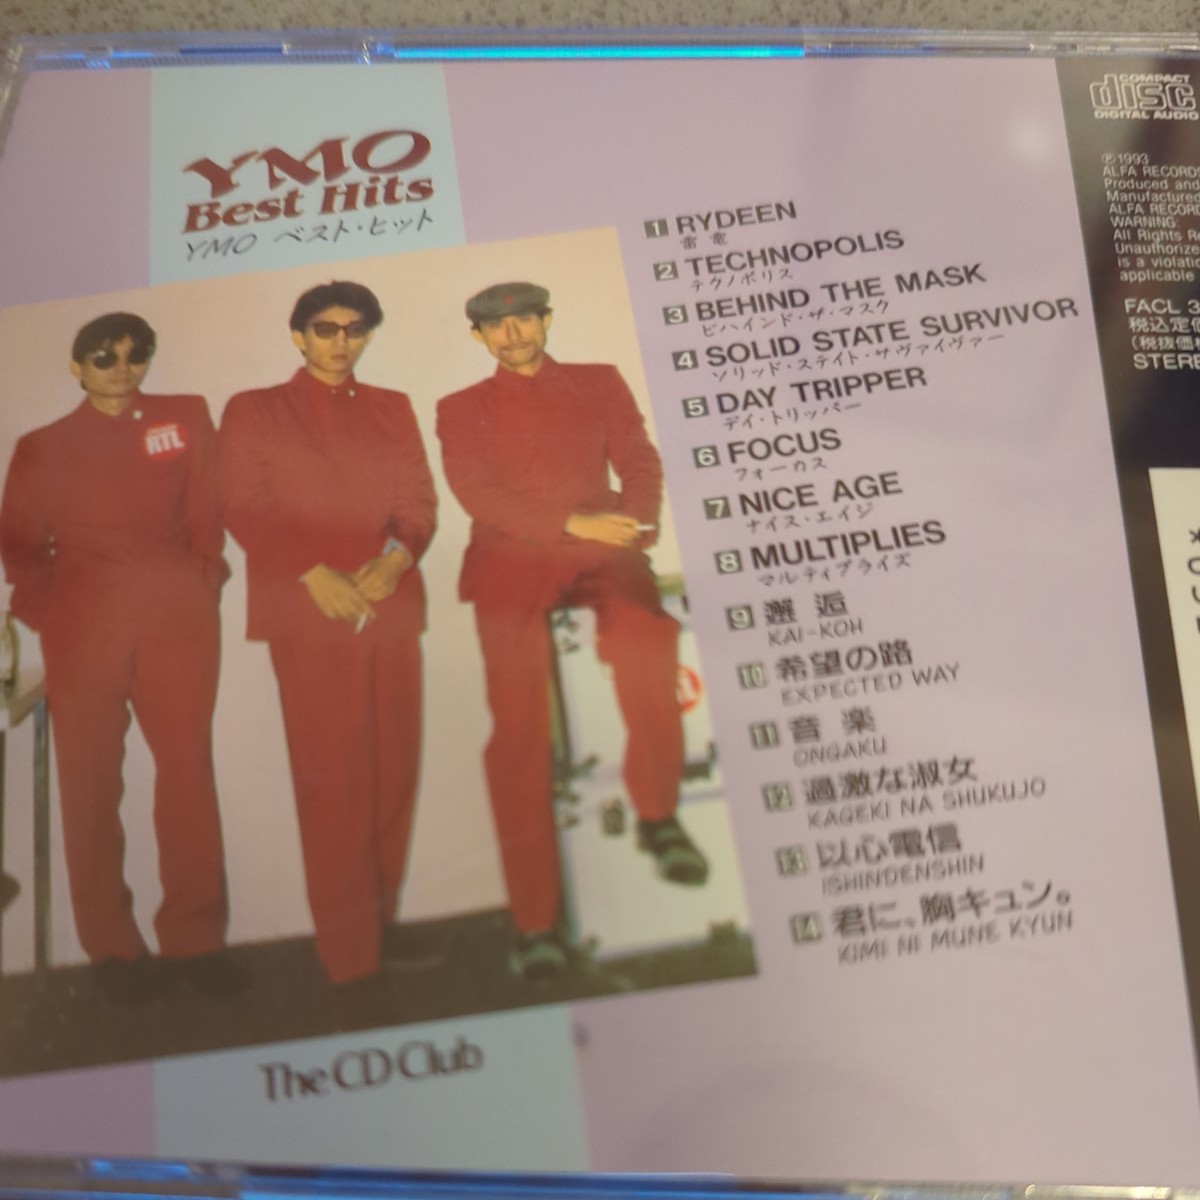 YMO
Best Hits
YMO ベスト・ヒット
RTL
1 RYDEEN
雷電
2 TECHNOPOLIS
テクノポリス
3 BEHIND THE MASK
ビハインド・ザ・マスク
4 SOLID STATE SURVIVOR
ソリッド・ステイト・サヴァイヴァー
5 DAY TRIPPER
デイ・トリッパー
6 FOCUS
フォーカス
7 NICE AGE
ナイス・エイジ
8 MULTIPLIES
マルティプライズ
9 邂逅
KAI-KOH
10 希望の路
EXPECTED WAY
11 音楽
ONGAKU
12 過激な淑女
KAGEKI NA SHUKUJO
13 以心電信
ISHINDENSHIN
14 君に、胸キュン。
KIMI NI MUNE KYUN
The CD Club
COMPACT
disc
DIGITAL AUDIO
℗1993
ALFA RECORDS
Produced and
Manufactured
ALFA RECOR
WARNING:
All Rights Re
Unauthorize
is a violatio
applicable
FACL 3
税込定価
(税抜価格
STERE